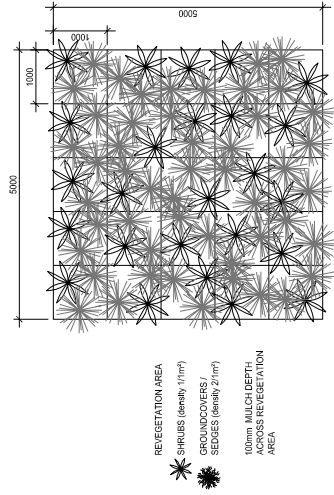 5000
1000
1000
5000
REVEGETATION AREA
SHRUBS (density 1/1m²)
GROUNDCOVERS /
SEDGES (density 2/1m²)
100mm MULCH DEPTH
ACROSS REVEGETATION
AREA